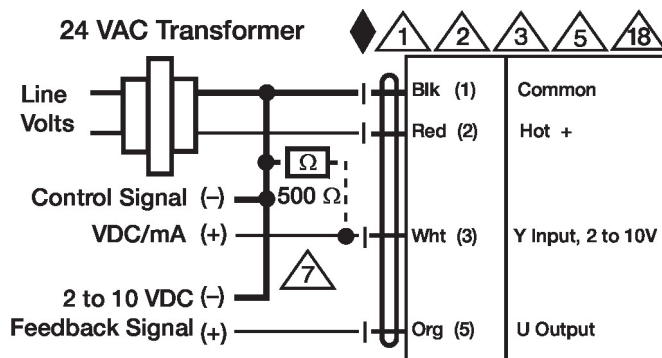 24 VAC Transformer
1 2 3 5 18
Line
Volts
Blk (1) Common
Red (2) Hot +
Ω
500 Ω
Control Signal (–)
VDC/mA (+)
Wht (3) Y Input, 2 to 10V
7
2 to 10 VDC (–)
Feedback Signal (+)
Org (5) U Output